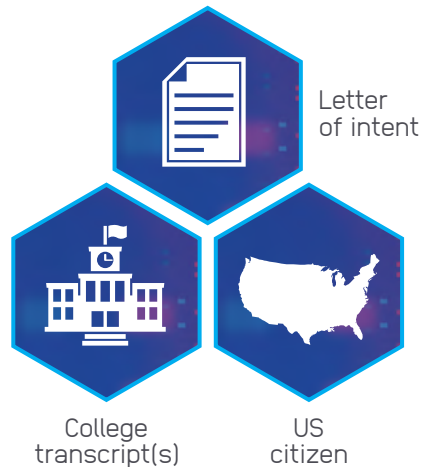 Letter
of intent
College
transcript(s)
US
citizen